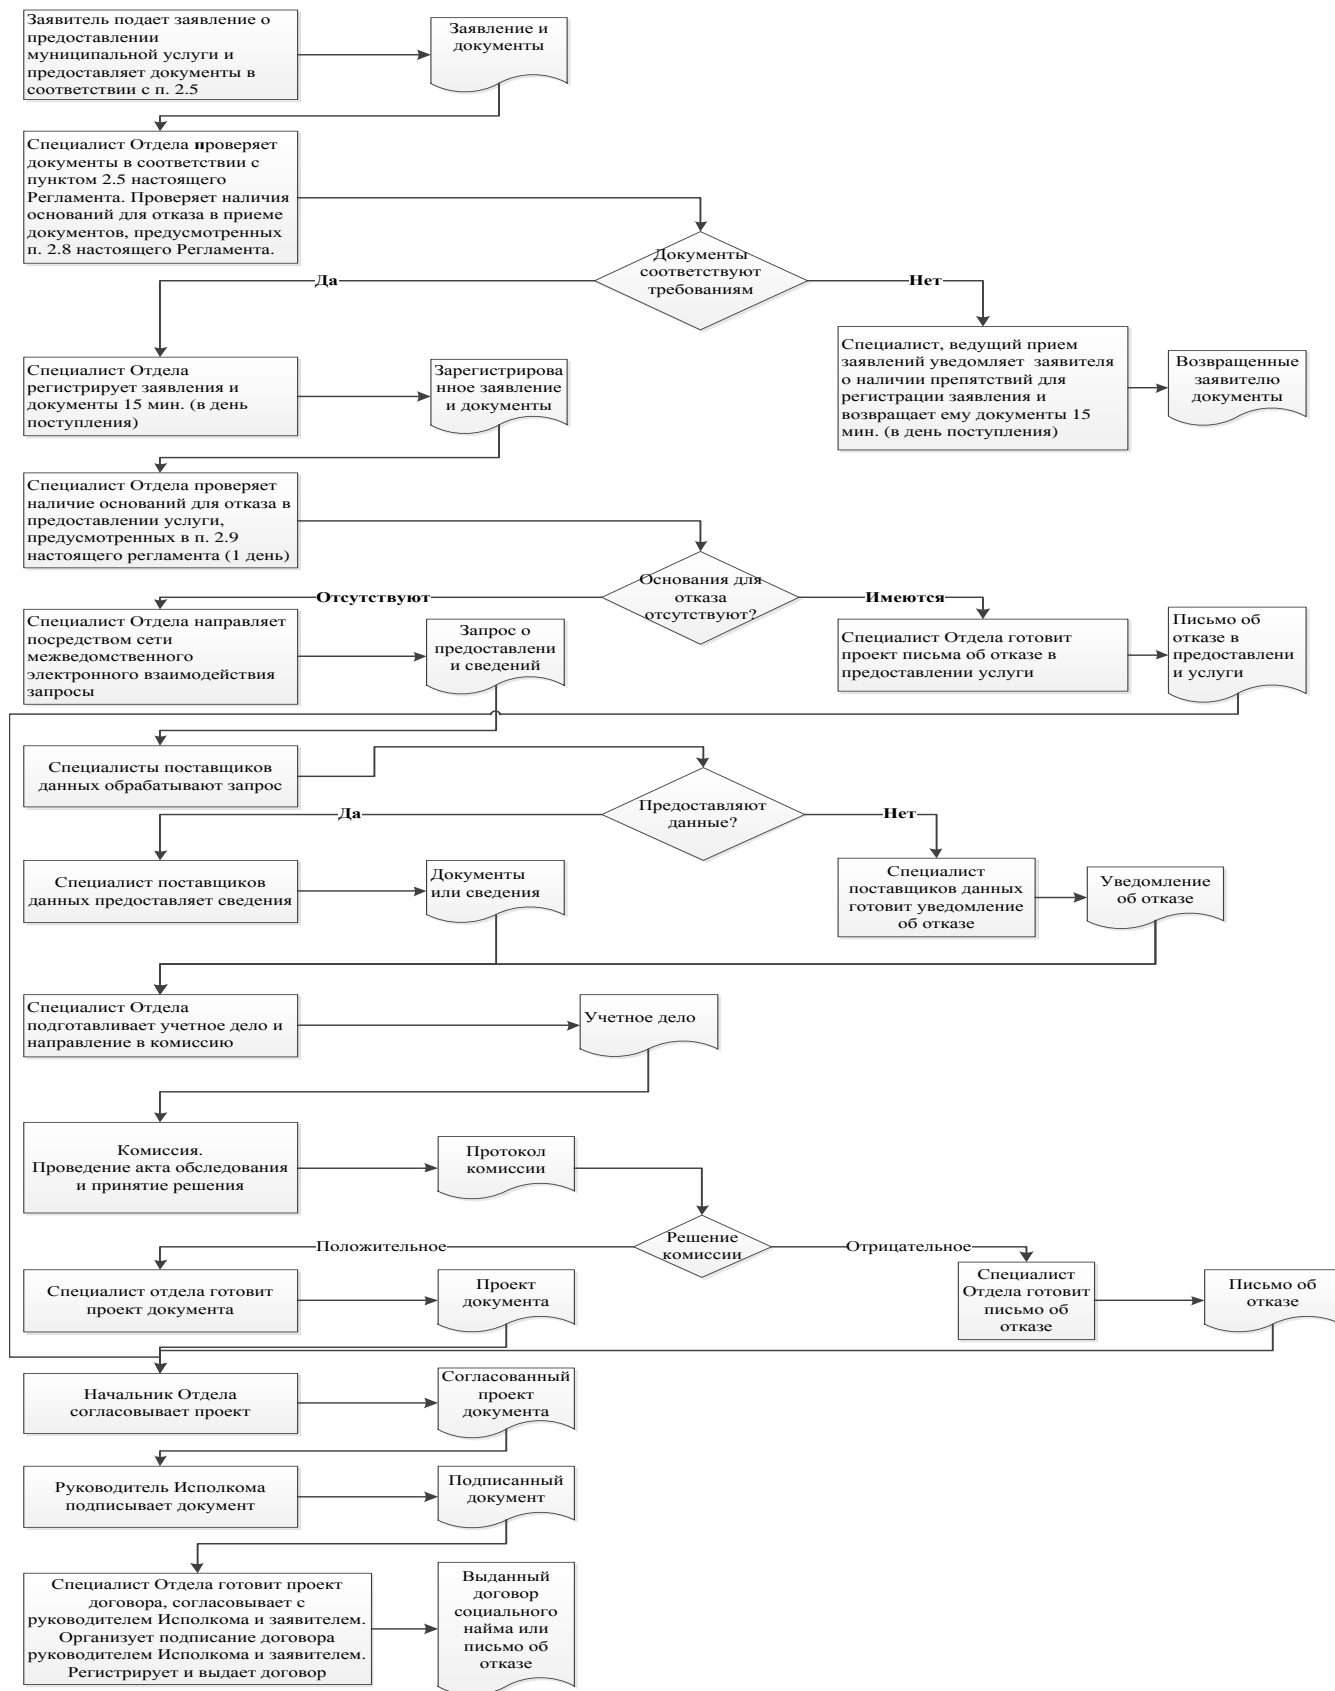 Заявитель подает заявление о
предоставлении
муниципальной услуги и
предоставляет документы в
соответствии с п. 2.5
Заявление и
документы
Специалист Отдела проверяет
документы в соответствии с
пунктом 2.5 настоящего
Регламента. Проверяет наличия
оснований для отказа в приеме
документов, предусмотренных
п. 2.8 настоящего Регламента.
Документы
соответствуют
требованиям
Да
Нет
Специалист Отдела
регистрирует заявления и
документы 15 мин. (в день
поступления)
Зарегистрирова
нное заявление
и документы
Специалист, ведущий прием
заявлений уведомляет заявителя
о наличии препятствий для
регистрации заявления и
возвращает ему документы 15
мин. (в день поступления)
Возвращенные
заявителю
документы
Специалист Отдела проверяет
наличие оснований для отказа в
предоставлении услуги,
предусмотренных в п. 2.9
настоящего регламента (1 день)
Основания для
отказа
отсутствуют?
Отсутствуют
Имеются
Специалист Отдела направляет
посредством сети
межведомственного
электронного взаимодействия
запросы
Запрос о
предоставлени
и сведений
Специалист Отдела готовит
проект письма об отказе в
предоставлении услуги
Письмо об
отказе в
предоставлени
и услуги
Специалисты поставщиков
данных обрабатывают запрос
Предоставляют
данные?
Да
Нет
Специалист поставщиков
данных предоставляет сведения
Документы
или сведения
Специалист
поставщиков данных
готовит уведомление
об отказе
Уведомление
об отказе
Специалист Отдела
подготавливает учетное дело и
направление в комиссию
Учетное дело
Комиссия.
Проведение акта обследования
и принятие решения
Протокол
комиссии
Решение
комиссии
Положительное
Отрицательное
Специалист отдела готовит
проект документа
Проект
документа
Специалист
Отдела готовит
письмо об
отказе
Письмо об
отказе
Начальник Отдела
согласовывает проект
Согласованный
проект
документа
Руководитель Исполкома
подписывает документ
Подписанный
документ
Специалист Отдела готовит проект
договора, согласовывает с
руководителем Исполкома и заявителем.
Организует подписание договора
руководителем Исполкома и заявителем.
Регистрирует и выдает договор
Выданный
договор
социального
найма или
письмо об
отказе